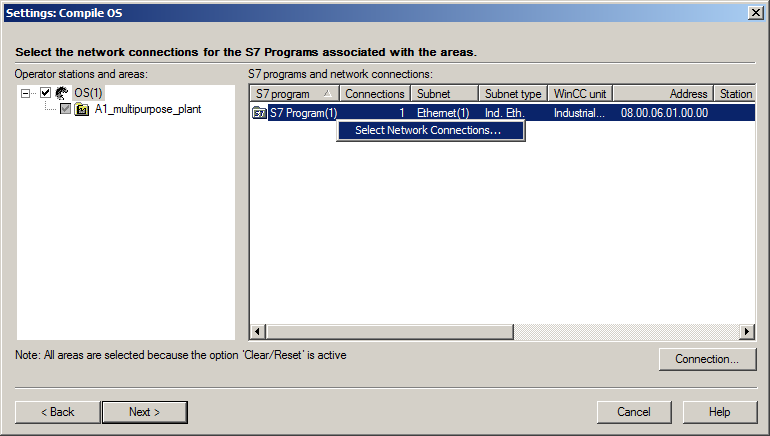 Settings: Compile OS
Select the network connections for the S7 Programs associated with the areas.
Operator stations and areas:
S7 programs and network connections:
OS(1)
A1_multipurpose_plant
S7 program Connections Subnet Subnet type WinCC unit Address Station
S7 Program(1) 1 Ethernet(1) Ind. Eth. Industrial... 08.00.06.01.00.00
Select Network Connections...
Note: All areas are selected because the option 'Clear/Reset' is active
Connection...
< Back Next > Cancel Help